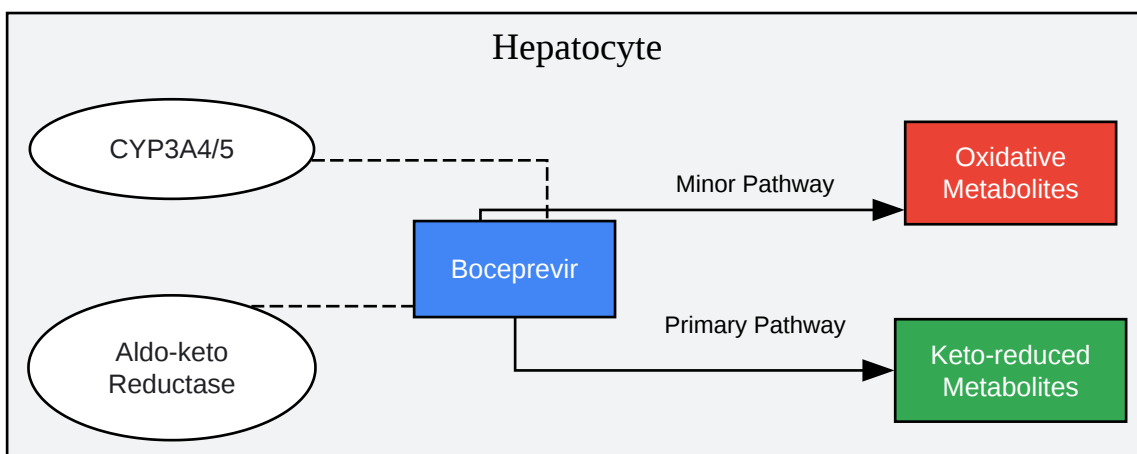 Hepatocyte
CYP3A4/5
Oxidative
Metabolites
Minor Pathway
Boceprevir
Primary Pathway
Aldo-keto
Reductase
Keto-reduced
Metabolites